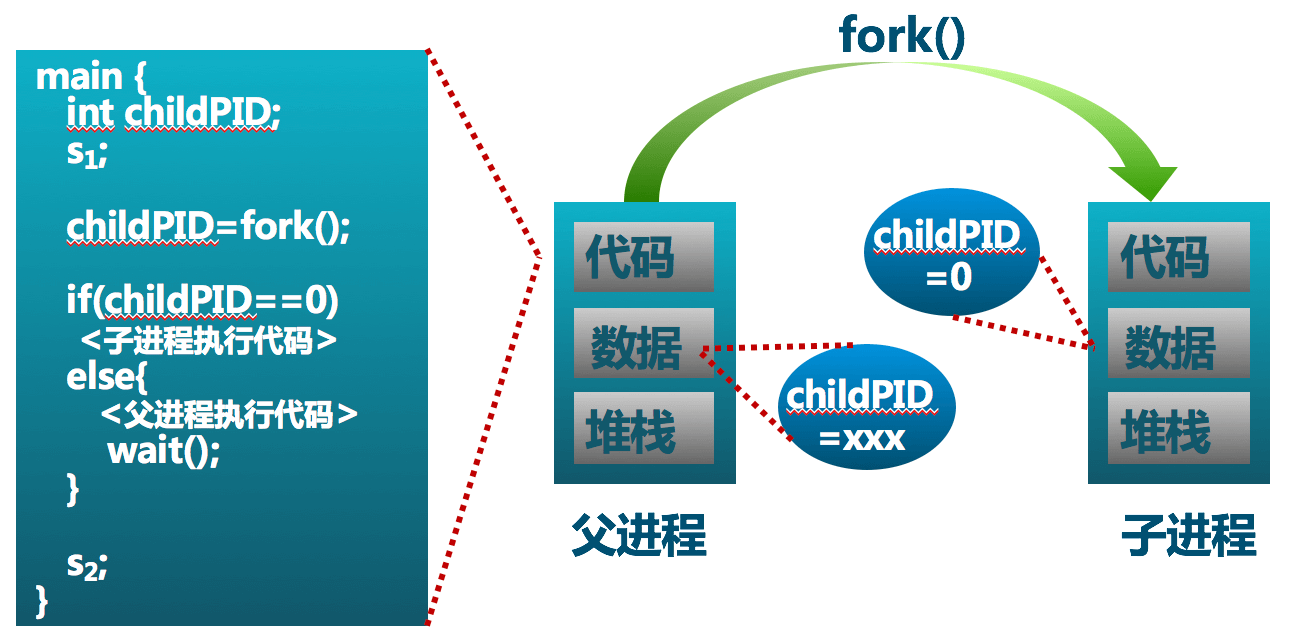 main {
int childPID;
s₁;
childPID=fork();
if(childPID==0)
<子进程执行代码>
else{
<父进程执行代码>
wait();
}
s₂;
}
fork()
代码
数据
堆栈
父进程
childPID
=xxx
childPID
=0
代码
数据
堆栈
子进程